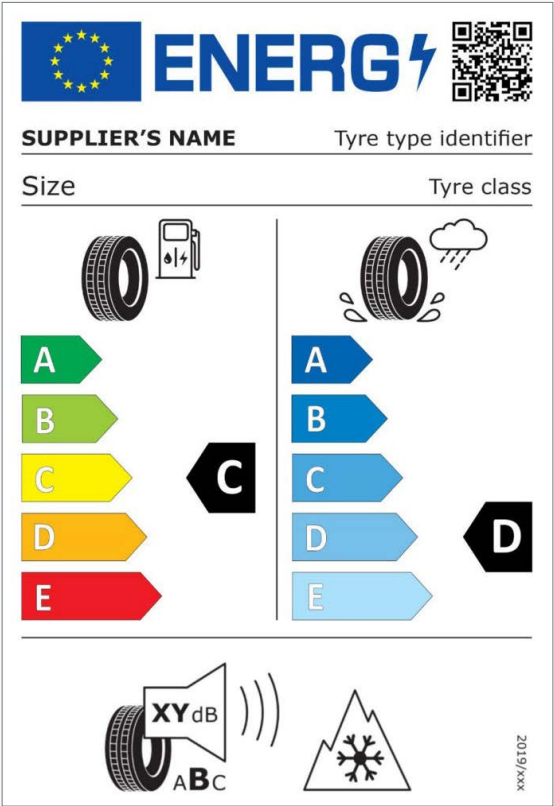 ENERG
SUPPLIER'S NAME Tyre type identifier
Size Tyre class
A A
B B
C C C
D D D
E E
XY dB
ABC
2019/xxx